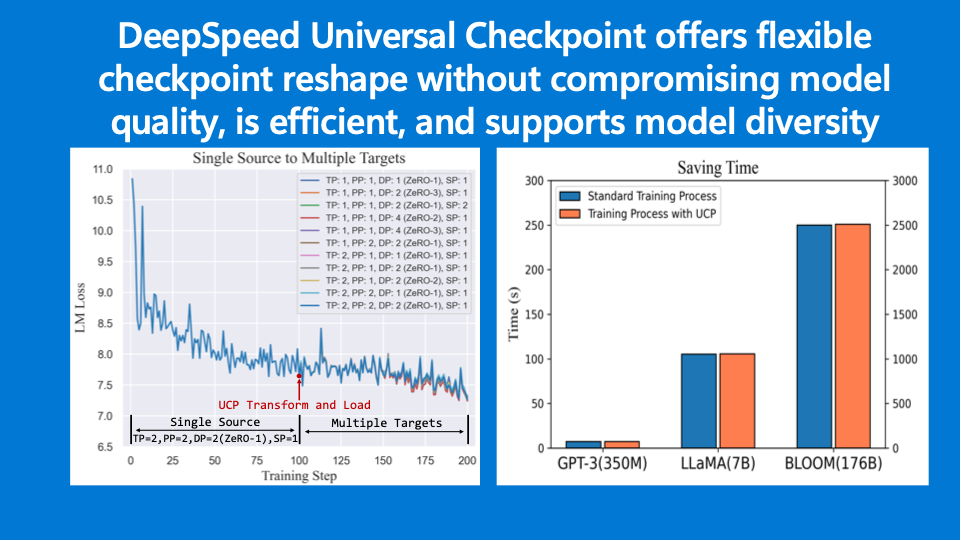 DeepSpeed Universal Checkpoint offers flexible
checkpoint reshape without compromising model
quality, is efficient, and supports model diversity
Single Source to Multiple Targets
LM Loss
11.0
10.5
10.0
9.5
9.0
8.5
8.0
7.5
7.0
6.5
TP: 1, PP: 1, DP: 1 (ZeRO-1), SP: 1
TP: 1, PP: 1, DP: 2 (ZeRO-3), SP: 1
TP: 1, PP: 1, DP: 2 (ZeRO-1), SP: 2
TP: 1, PP: 1, DP: 4 (ZeRO-2), SP: 1
TP: 1, PP: 1, DP: 4 (ZeRO-3), SP: 1
TP: 1, PP: 2, DP: 2 (ZeRO-1), SP: 1
TP: 2, PP: 1, DP: 1 (ZeRO-1), SP: 1
TP: 2, PP: 1, DP: 2 (ZeRO-1), SP: 1
TP: 2, PP: 1, DP: 2 (ZeRO-2), SP: 1
TP: 2, PP: 2, DP: 1 (ZeRO-1), SP: 1
TP: 2, PP: 2, DP: 2 (ZeRO-1), SP: 1
UCP Transform and Load
Single Source
TP=2,PP=2,DP=2(ZeRO-1),SP=1
Multiple Targets
0 25 50 75 100 125 150 175 200
Training Step
Saving Time
Time (s)
300
250
200
150
100
50
0
Standard Training Process
Training Process with UCP
3000
2500
2000
1500
1000
500
0
GPT-3(350M) LLaMA(7B) BLOOM(176B)